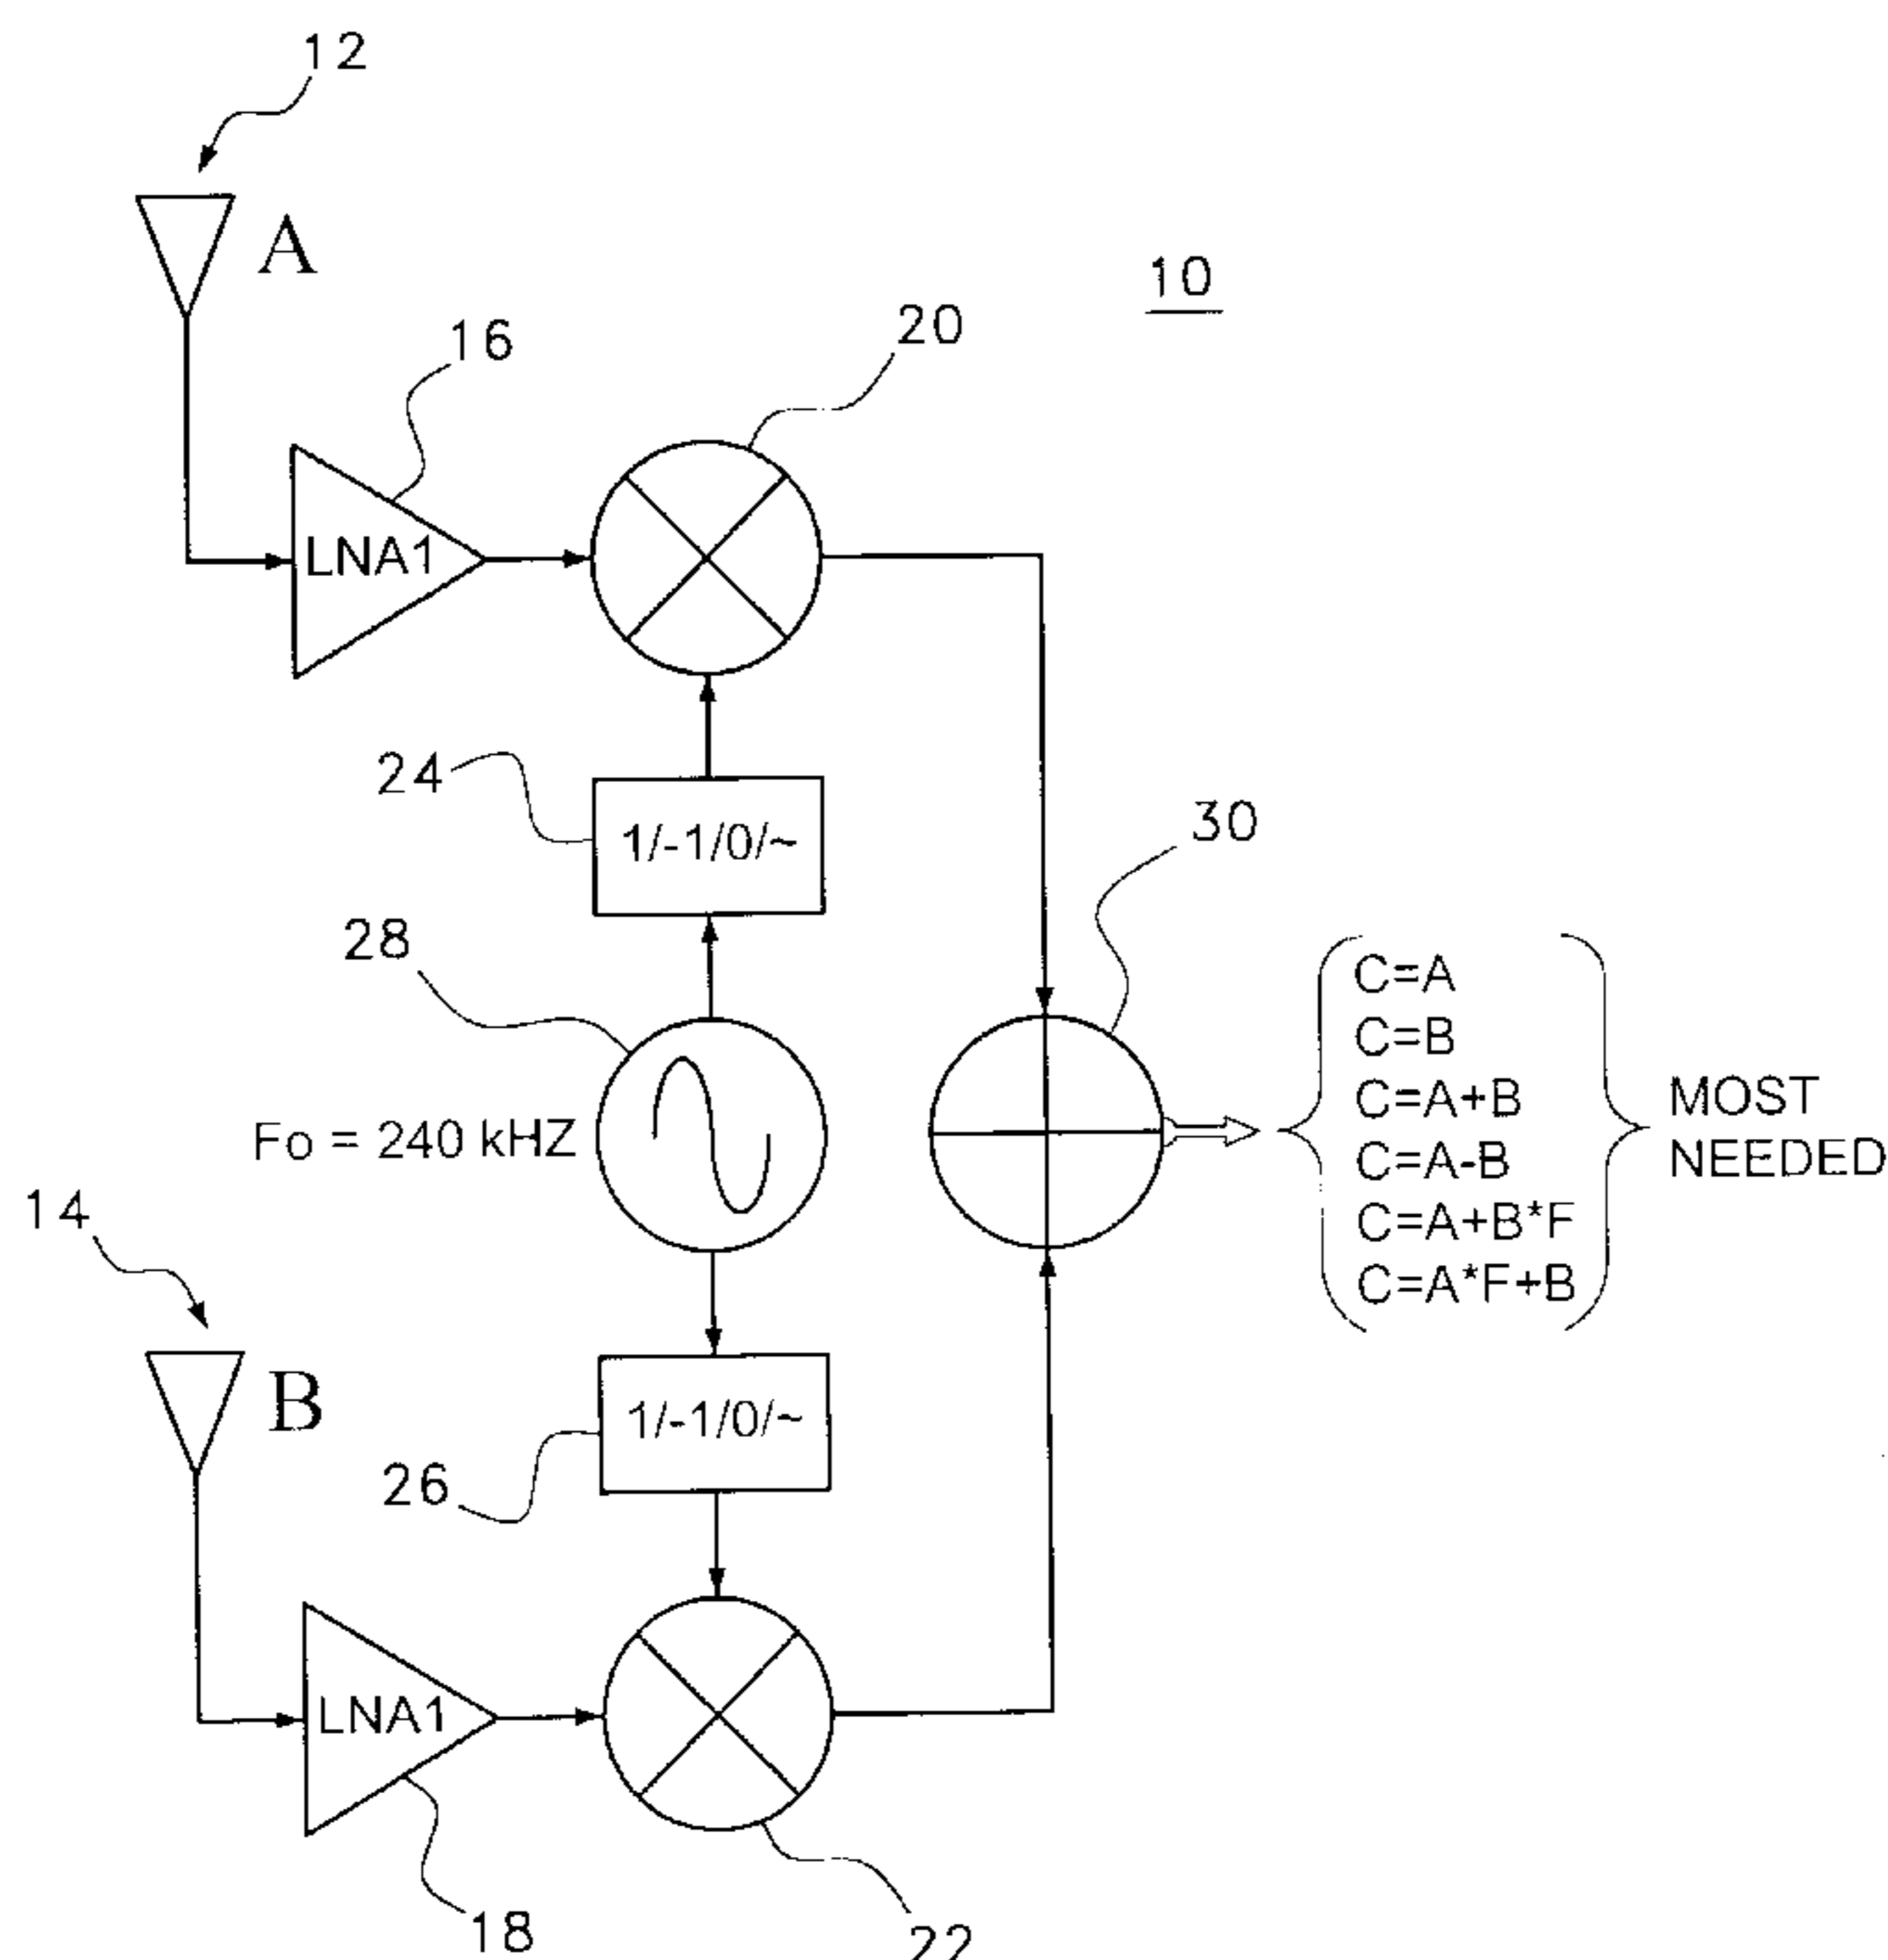 12
A
10
16
20
LNA1
24
1/-1/0/~
30
28
C=A
C=B
C=A+B
C=A-B
C=A+B*F
C=A*F+B
MOST
NEEDED
Fo = 240 kHZ
14
B
1/-1/0/~
26
LNA1
18
22